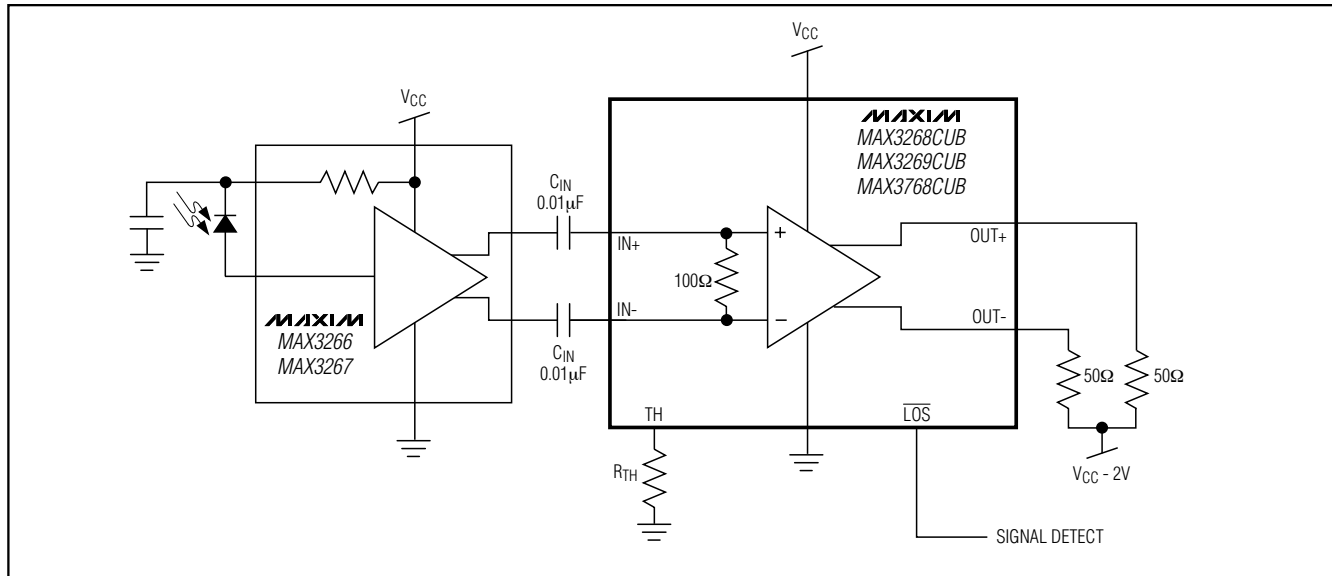 VCC
MAXIM
MAX3266
MAX3267
CIN
0.01μF
CIN
0.01μF
VCC
MAXIM
MAX3268CUB
MAX3269CUB
MAX3768CUB
IN+
IN-
100Ω
+
−
OUT+
OUT-
50Ω
50Ω
VCC - 2V
TH
RTH
L̅O̅S̅
SIGNAL DETECT